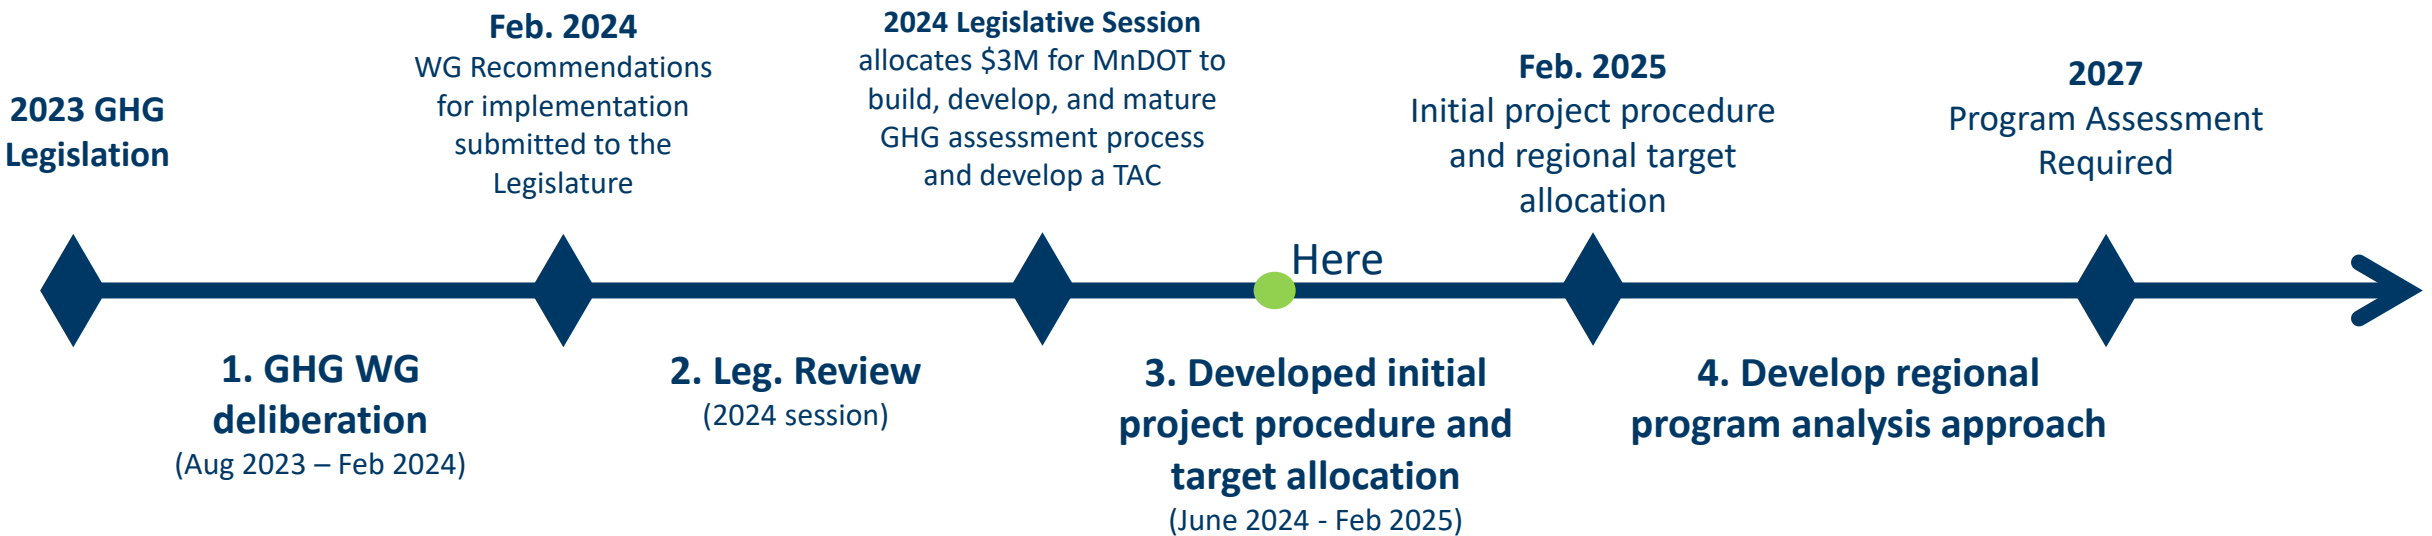 2023 GHG
Legislation
Feb. 2024
WG Recommendations
for implementation
submitted to the
Legislature
2024 Legislative Session
allocates $3M for MnDOT to
build, develop, and mature
GHG assessment process
and develop a TAC
Here
Feb. 2025
Initial project procedure
and regional target
allocation
2027
Program Assessment
Required
1. GHG WG
deliberation
(Aug 2023 – Feb 2024)
2. Leg. Review
(2024 session)
3. Developed initial
project procedure and
target allocation
(June 2024 - Feb 2025)
4. Develop regional
program analysis approach